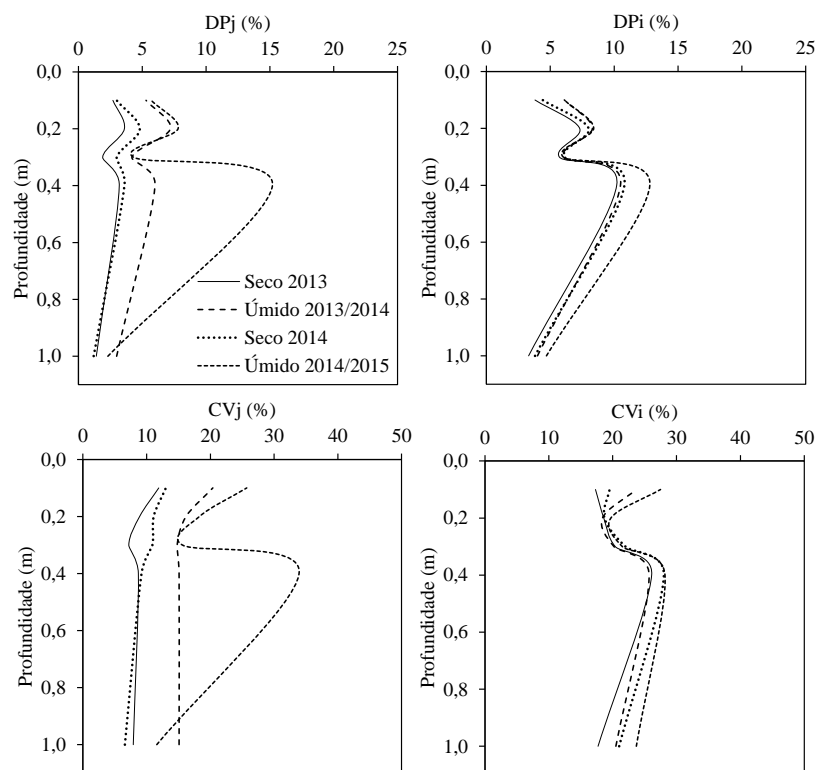 DPj (%)
0 5 10 15 20 25
0,0
0,2
0,4
0,6
0,8
1,0
Profundidade (m)
Seco 2013
Úmido 2013/2014
Seco 2014
Úmido 2014/2015
DPi (%)
0 5 10 15 20 25
0,0
0,2
0,4
0,6
0,8
1,0
Profundidade (m)
CVj (%)
0 10 20 30 40 50
0,0
0,2
0,4
0,6
0,8
1,0
Profundidade (m)
CVi (%)
0 10 20 30 40 50
0,0
0,2
0,4
0,6
0,8
1,0
Profundidade (m)